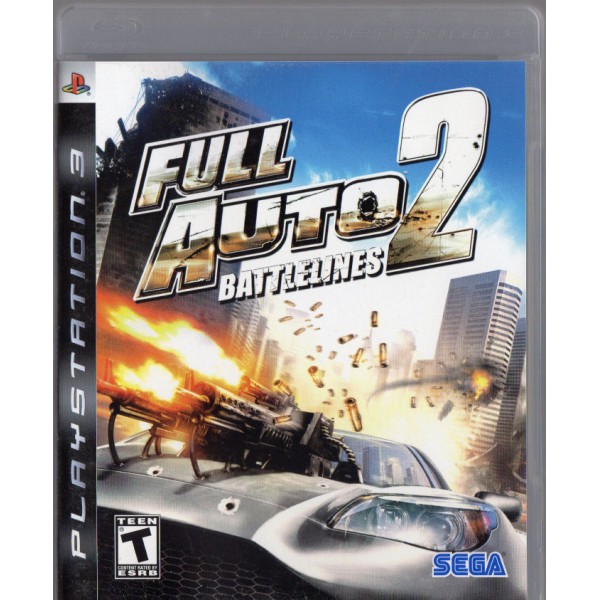 PLAYSTATION 3
FULL
AUTO 2
BATTLELINES
TEEN
T
CONTENT RATED BY
ESRB
SEGA